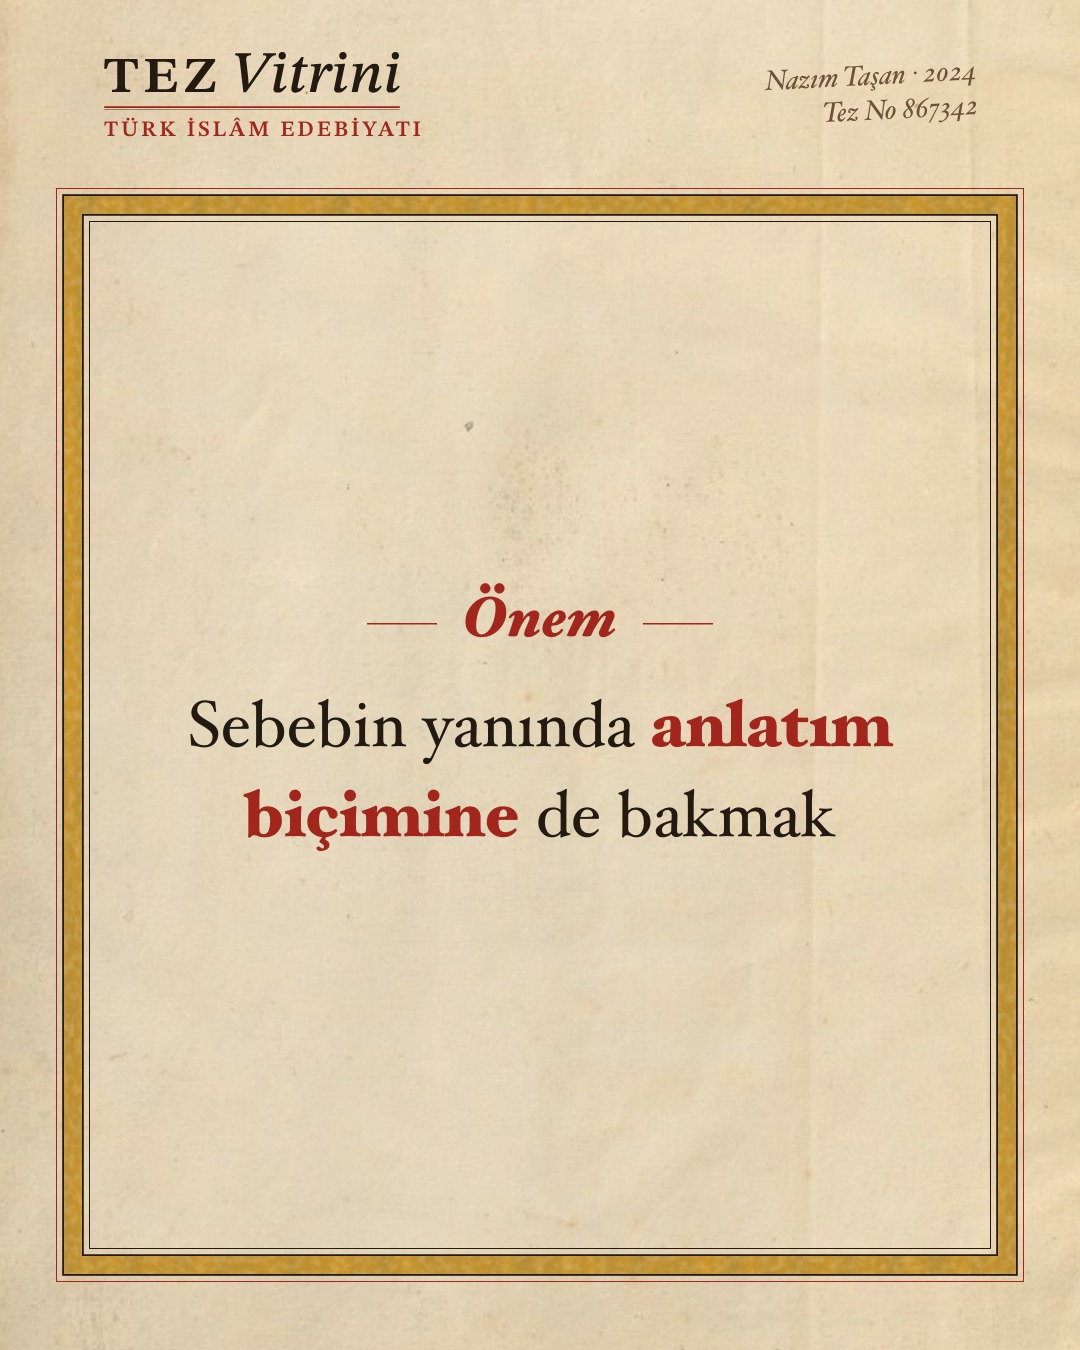 TEZ Vitrini
TÜRK İSLÂM EDEBİYATI
Nazım Taşan · 2024
Tez No 867342
Önem
Sebebin yanında anlatım
biçimine de bakmak